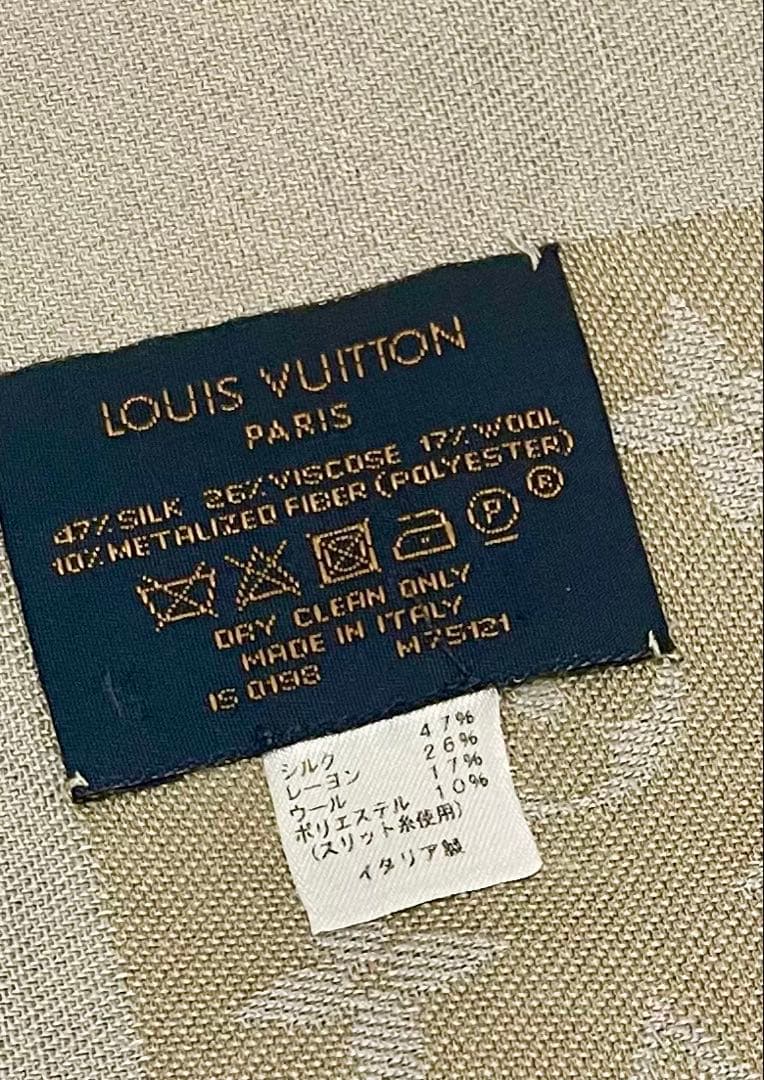 LOUIS VUITTON
PARIS
47% SILK 26% VISCOSE 17% WOOL
10% METALIZED FIBER (POLYESTER)
P R
DRY CLEAN ONLY
MADE IN ITALY
IS 0198 M75121
シルク 47%
レーヨン 26%
ウール 17%
ポリエステル 10%
(スリット糸使用)
イタリア製